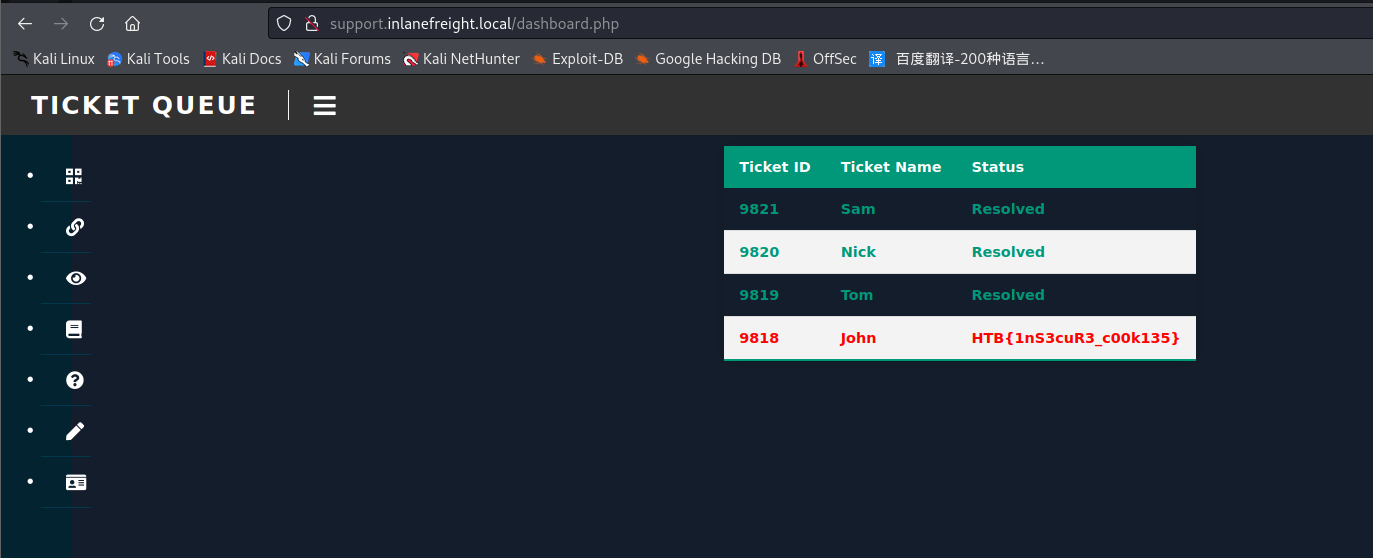 support.inlanefreight.local/dashboard.php
Kali Linux Kali Tools Kali Docs Kali Forums Kali NetHunter Exploit-DB Google Hacking DB OffSec 译 百度翻译-200种语言…
TICKET QUEUE
Ticket ID Ticket Name Status
9821 Sam Resolved
9820 Nick Resolved
9819 Tom Resolved
9818 John HTB{1nS3cuR3_c00k135}